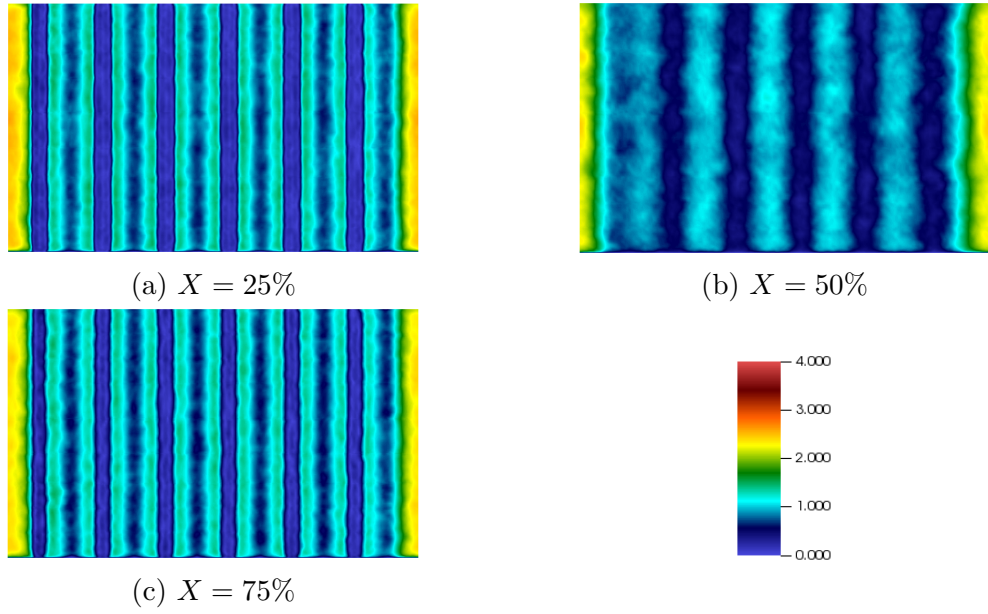 (a) X = 25%
(b) X = 50%
(c) X = 75%
4.000
3.000
2.000
1.000
0.000